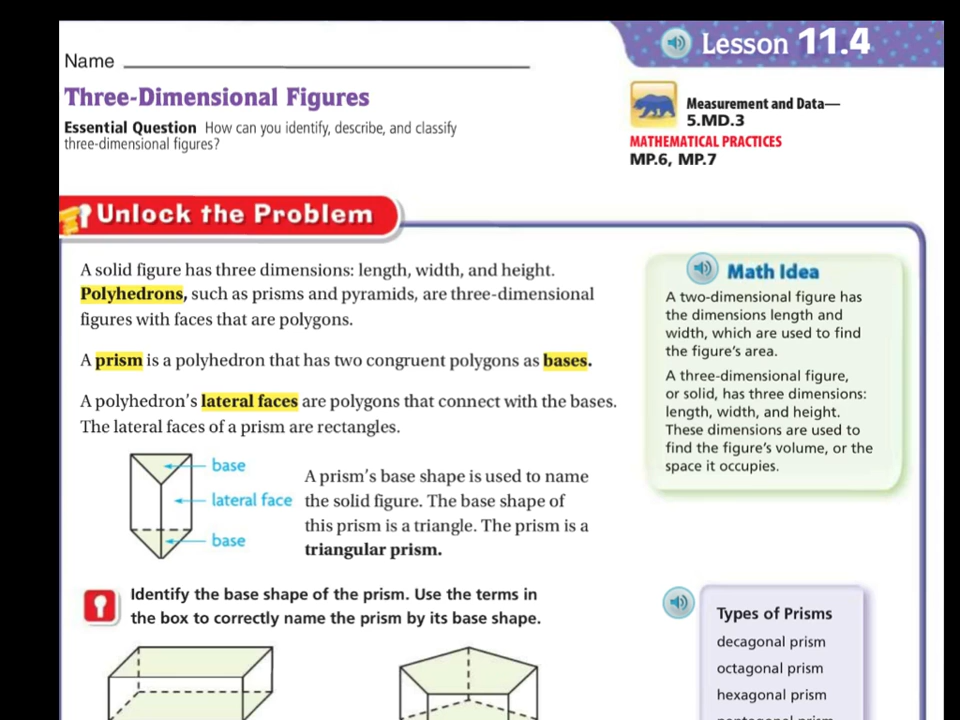 Lesson 11.4
Name
Three-Dimensional Figures
Essential Question How can you identify, describe, and classify
three-dimensional figures?
Measurement and Data—
5.MD.3
MATHEMATICAL PRACTICES
MP.6, MP.7
Unlock the Problem
A solid figure has three dimensions: length, width, and height.
Polyhedrons, such as prisms and pyramids, are three-dimensional
figures with faces that are polygons.
A prism is a polyhedron that has two congruent polygons as bases.
A polyhedron's lateral faces are polygons that connect with the bases.
The lateral faces of a prism are rectangles.
base
lateral face
base
A prism's base shape is used to name
the solid figure. The base shape of
this prism is a triangle. The prism is a
triangular prism.
Math Idea
A two-dimensional figure has
the dimensions length and
width, which are used to find
the figure's area.
A three-dimensional figure,
or solid, has three dimensions:
length, width, and height.
These dimensions are used to
find the figure's volume, or the
space it occupies.
Identify the base shape of the prism. Use the terms in
the box to correctly name the prism by its base shape.
Types of Prisms
decagonal prism
octagonal prism
hexagonal prism